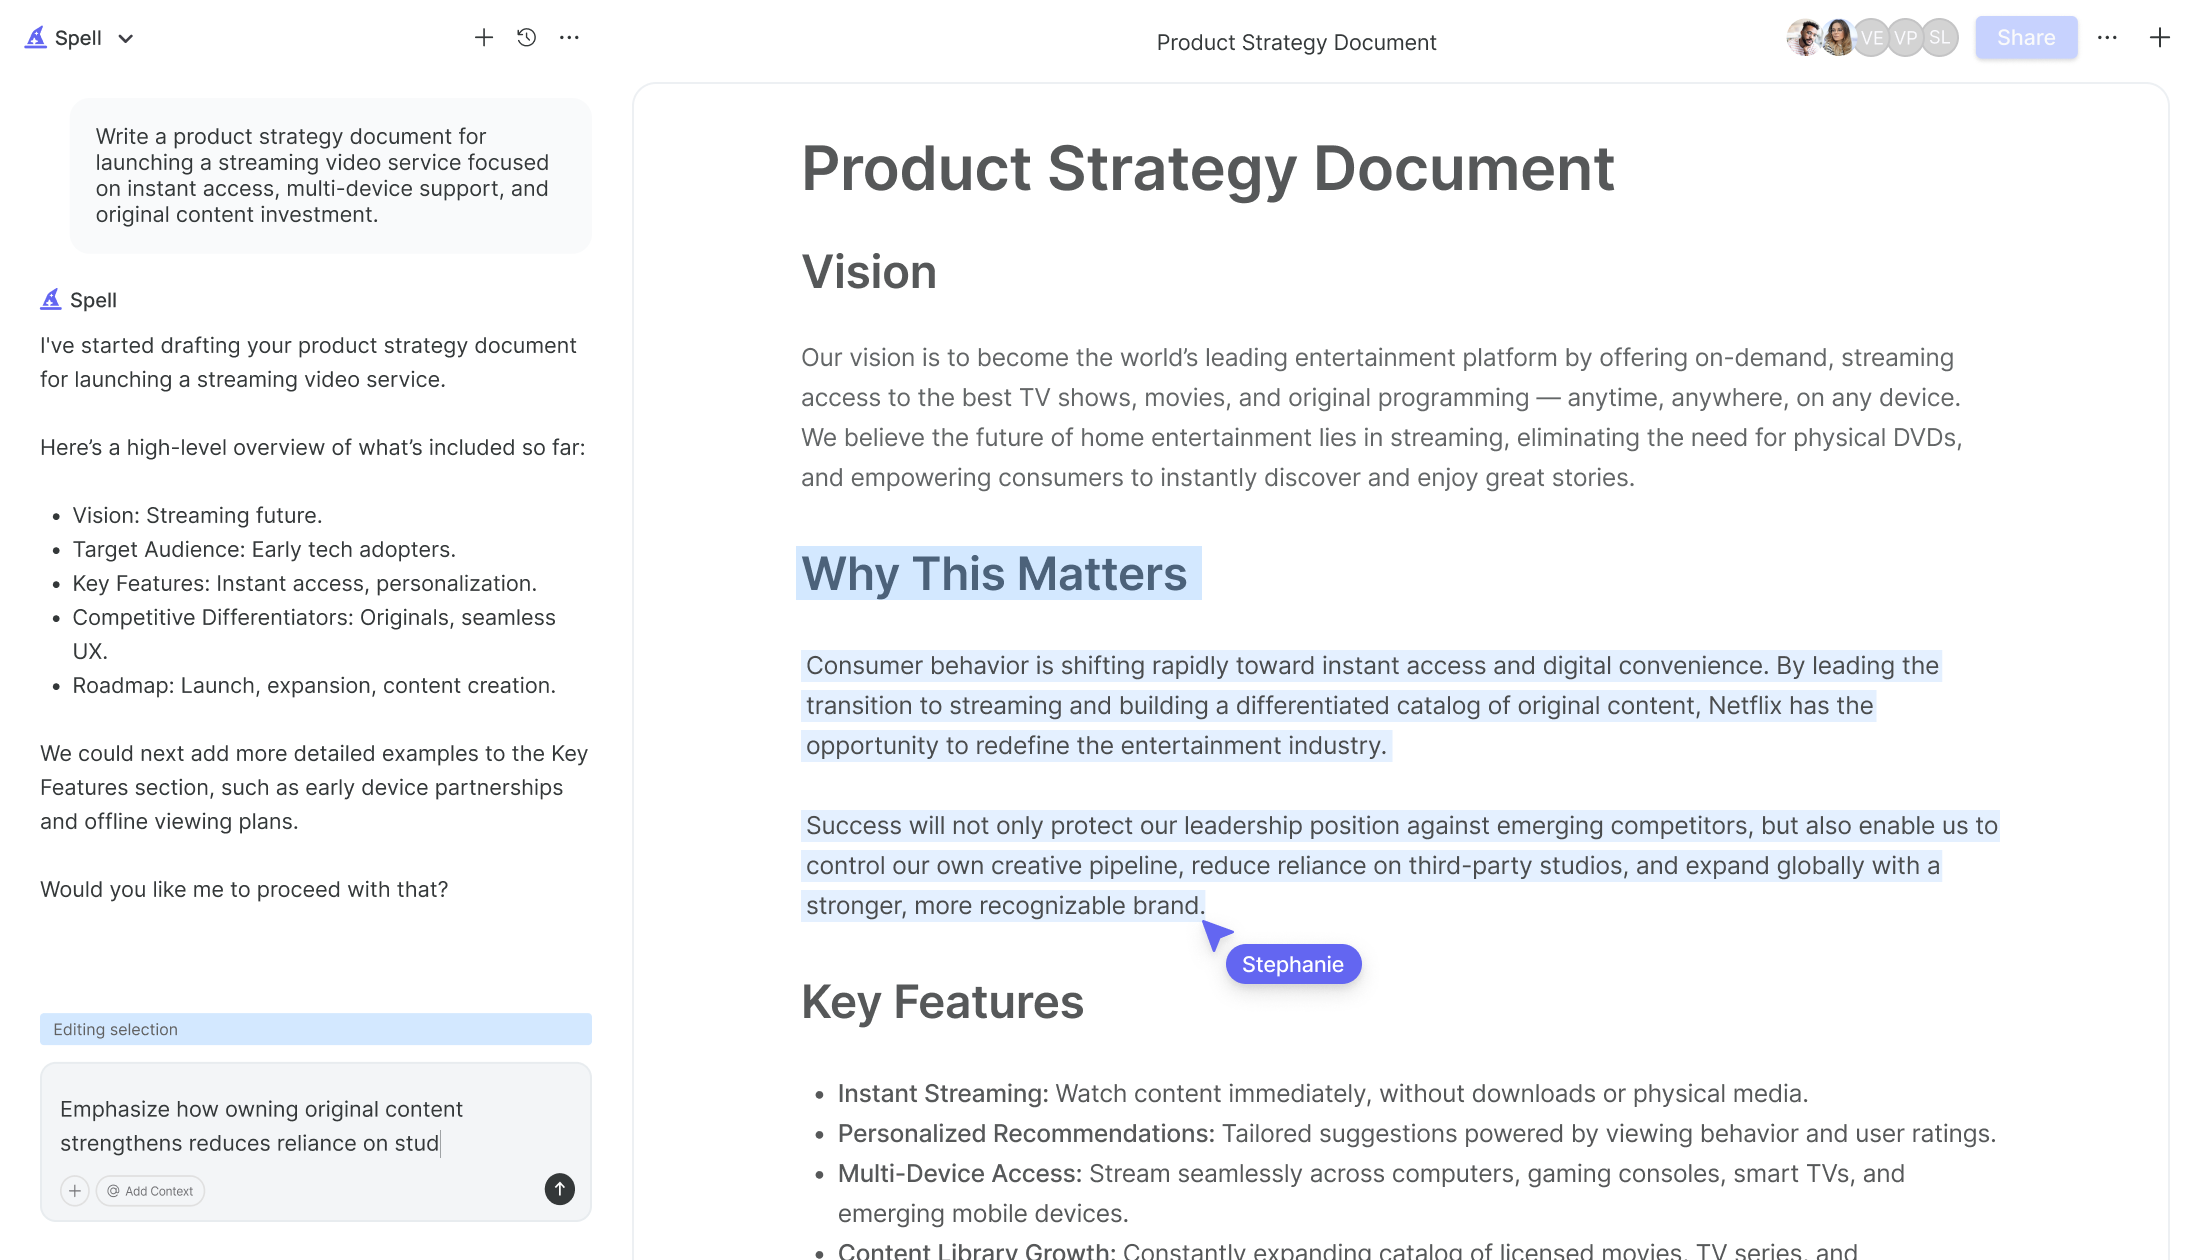 Spell
Product Strategy Document
VE
VP
SL
Share
Write a product strategy document for
launching a streaming video service focused
on instant access, multi-device support, and
original content investment.
Spell
I've started drafting your product strategy document
for launching a streaming video service.
Here’s a high-level overview of what’s included so far:
• Vision: Streaming future.
• Target Audience: Early tech adopters.
• Key Features: Instant access, personalization.
• Competitive Differentiators: Originals, seamless
UX.
• Roadmap: Launch, expansion, content creation.
We could next add more detailed examples to the Key
Features section, such as early device partnerships
and offline viewing plans.
Would you like me to proceed with that?
Editing selection
Emphasize how owning original content
strengthens reduces reliance on stud
@ Add Context
Product Strategy Document
Vision
Our vision is to become the world’s leading entertainment platform by offering on-demand, streaming
access to the best TV shows, movies, and original programming — anytime, anywhere, on any device.
We believe the future of home entertainment lies in streaming, eliminating the need for physical DVDs,
and empowering consumers to instantly discover and enjoy great stories.
Why This Matters
Consumer behavior is shifting rapidly toward instant access and digital convenience. By leading the
transition to streaming and building a differentiated catalog of original content, Netflix has the
opportunity to redefine the entertainment industry.
Success will not only protect our leadership position against emerging competitors, but also enable us to
control our own creative pipeline, reduce reliance on third-party studios, and expand globally with a
stronger, more recognizable brand.
Stephanie
Key Features
• Instant Streaming: Watch content immediately, without downloads or physical media.
• Personalized Recommendations: Tailored suggestions powered by viewing behavior and user ratings.
• Multi-Device Access: Stream seamlessly across computers, gaming consoles, smart TVs, and
emerging mobile devices.
• Content Library Growth: Constantly expanding catalog of licensed movies, TV series, and